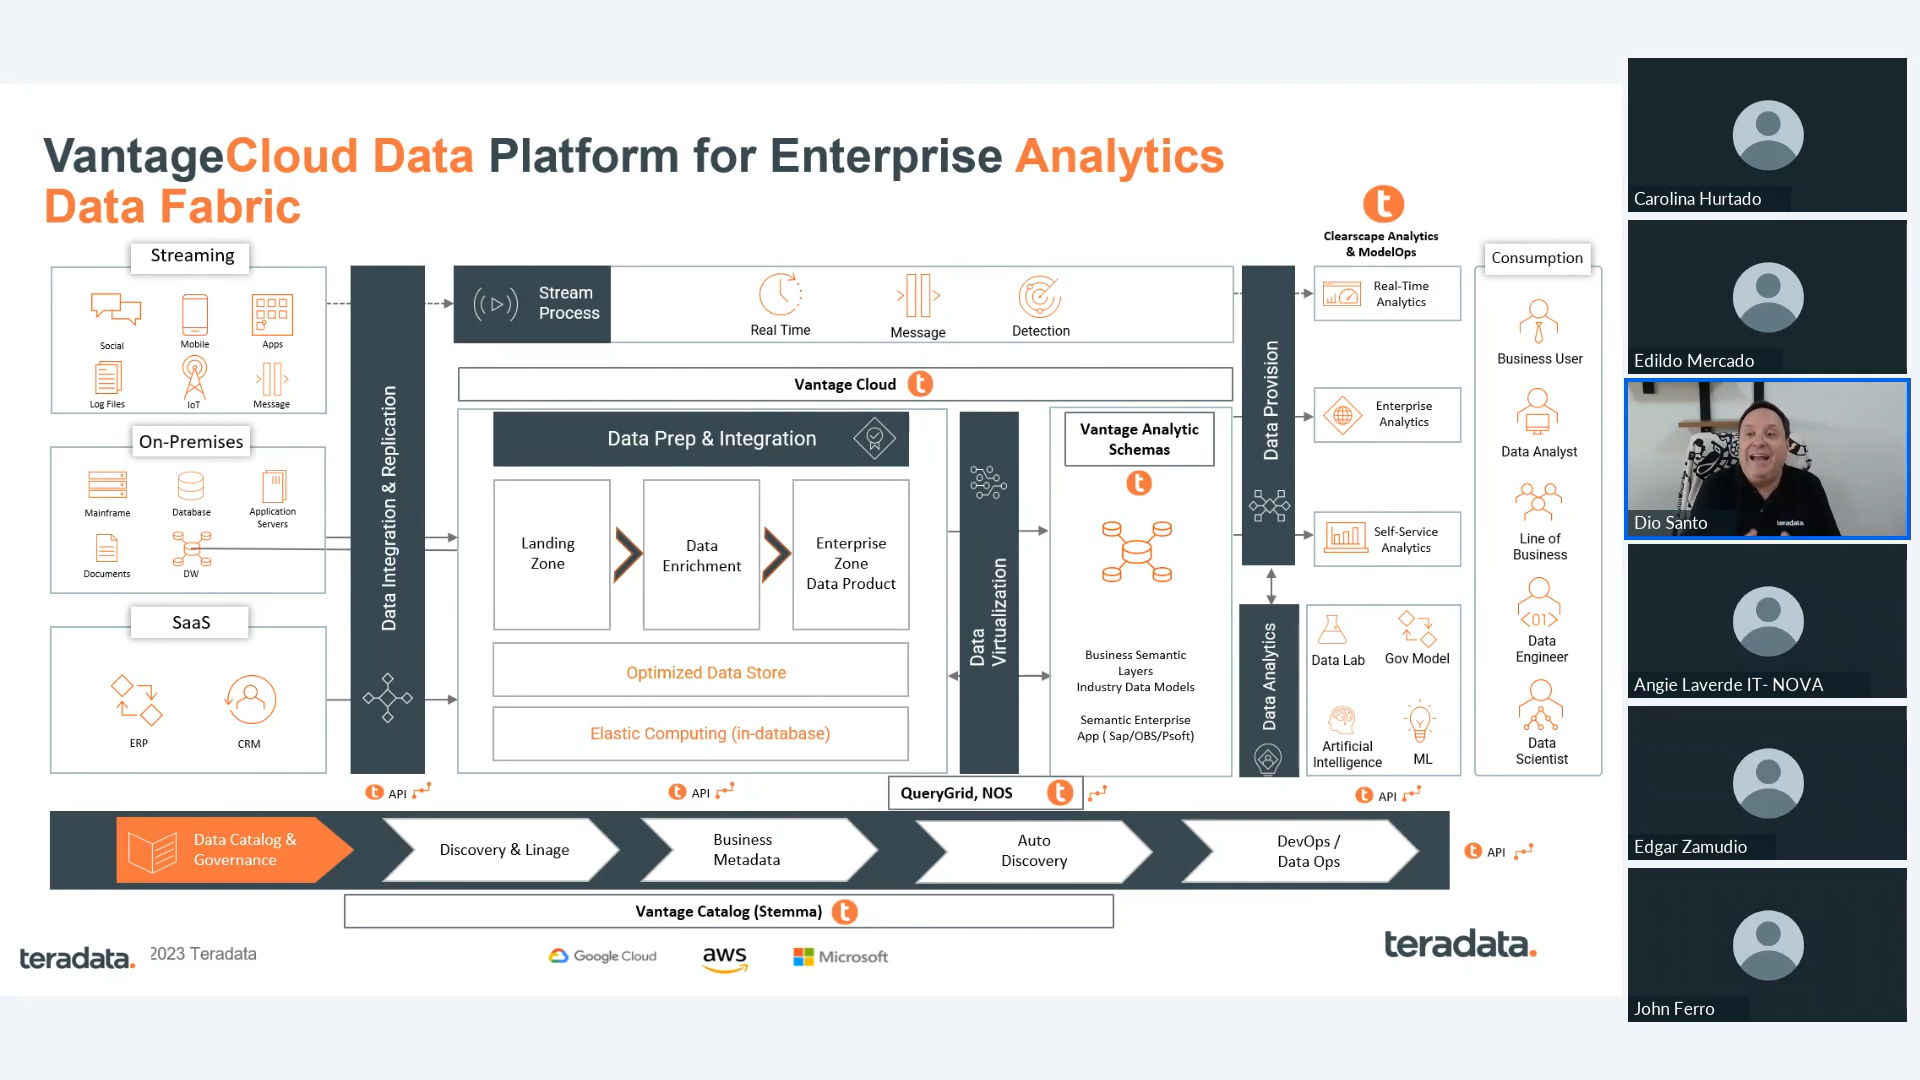 VantageCloud Data Platform for Enterprise Analytics
Data Fabric
Streaming
Social
Mobile
Apps
Log Files
IoT
Message
On-Premises
Mainframe
Database
Application
Servers
Documents
DW
SaaS
ERP
CRM
Data Integration & Replication
Stream
Process
Real Time
Message
Detection
Vantage Cloud
t
Data Prep & Integration
Landing
Zone
Data
Enrichment
Enterprise
Zone
Data Product
Optimized Data Store
Elastic Computing (in-database)
Data
Virtualization
Vantage Analytic
Schemas
t
Business Semantic
Layers
Industry Data Models
Semantic Enterprise
App ( Sap/OBS/Psoft)
Data Provision
Data Analytics
t
Clearscape Analytics
& ModelOps
Real-Time
Analytics
Enterprise
Analytics
Self-Service
Analytics
Data Lab
Gov Model
Artificial
Intelligence
ML
Consumption
Business User
Data Analyst
Line of
Business
<01>
Data
Engineer
Data
Scientist
t API
t API
QueryGrid, NOS t
t API
Data Catalog &
Governance
Discovery & Linage
Business
Metadata
Auto
Discovery
DevOps /
Data Ops
t API
Vantage Catalog (Stemma) t
teradata.
2023 Teradata
Google Cloud
aws
Microsoft
teradata.
Carolina Hurtado
Edildo Mercado
teradata.
Dio Santo
Angie Laverde IT- NOVA
Edgar Zamudio
John Ferro